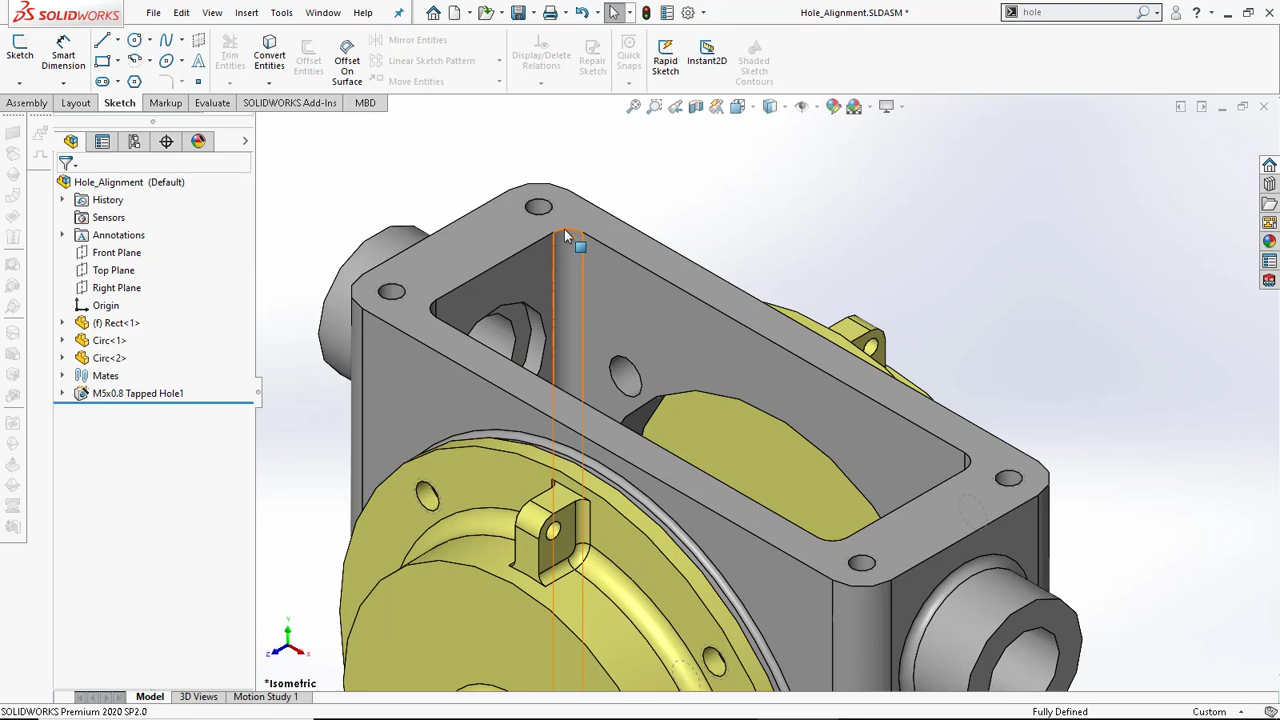 SOLIDWORKS File Edit View Insert Tools Window Help Hole_Alignment.SLDASM * hole
Sketch Smart Dimension Trim Entities Convert Entities Offset Entities Offset On Surface Mirror Entities Linear Sketch Pattern Move Entities Display/Delete Relations Repair Sketch Quick Snaps Rapid Sketch Instant2D Shaded Sketch Contours
Assembly Layout Sketch Markup Evaluate SOLIDWORKS Add-Ins MBD
Hole_Alignment (Default)
History
Sensors
Annotations
Front Plane
Top Plane
Right Plane
Origin
(f) Rect<1>
Circ<1>
Circ<2>
Mates
M5x0.8 Tapped Hole1
Y
Z X
*Isometric
Model 3D Views Motion Study 1
SOLIDWORKS Premium 2020 SP2.0 Fully Defined Custom